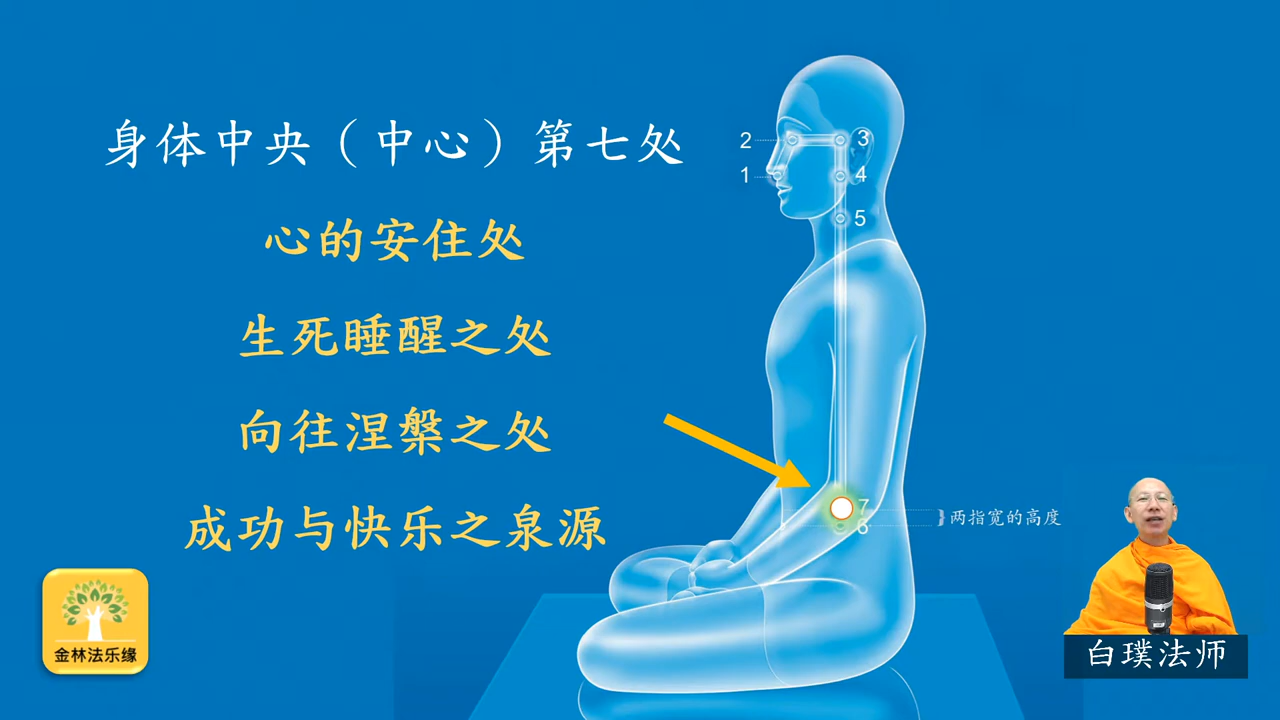 身体中央（中心）第七处
心的安住处
生死睡醒之处
向往涅槃之处
成功与快乐之泉源
2
3
1
4
5
7
6
两指宽的高度
金林法乐缘
白璞法师